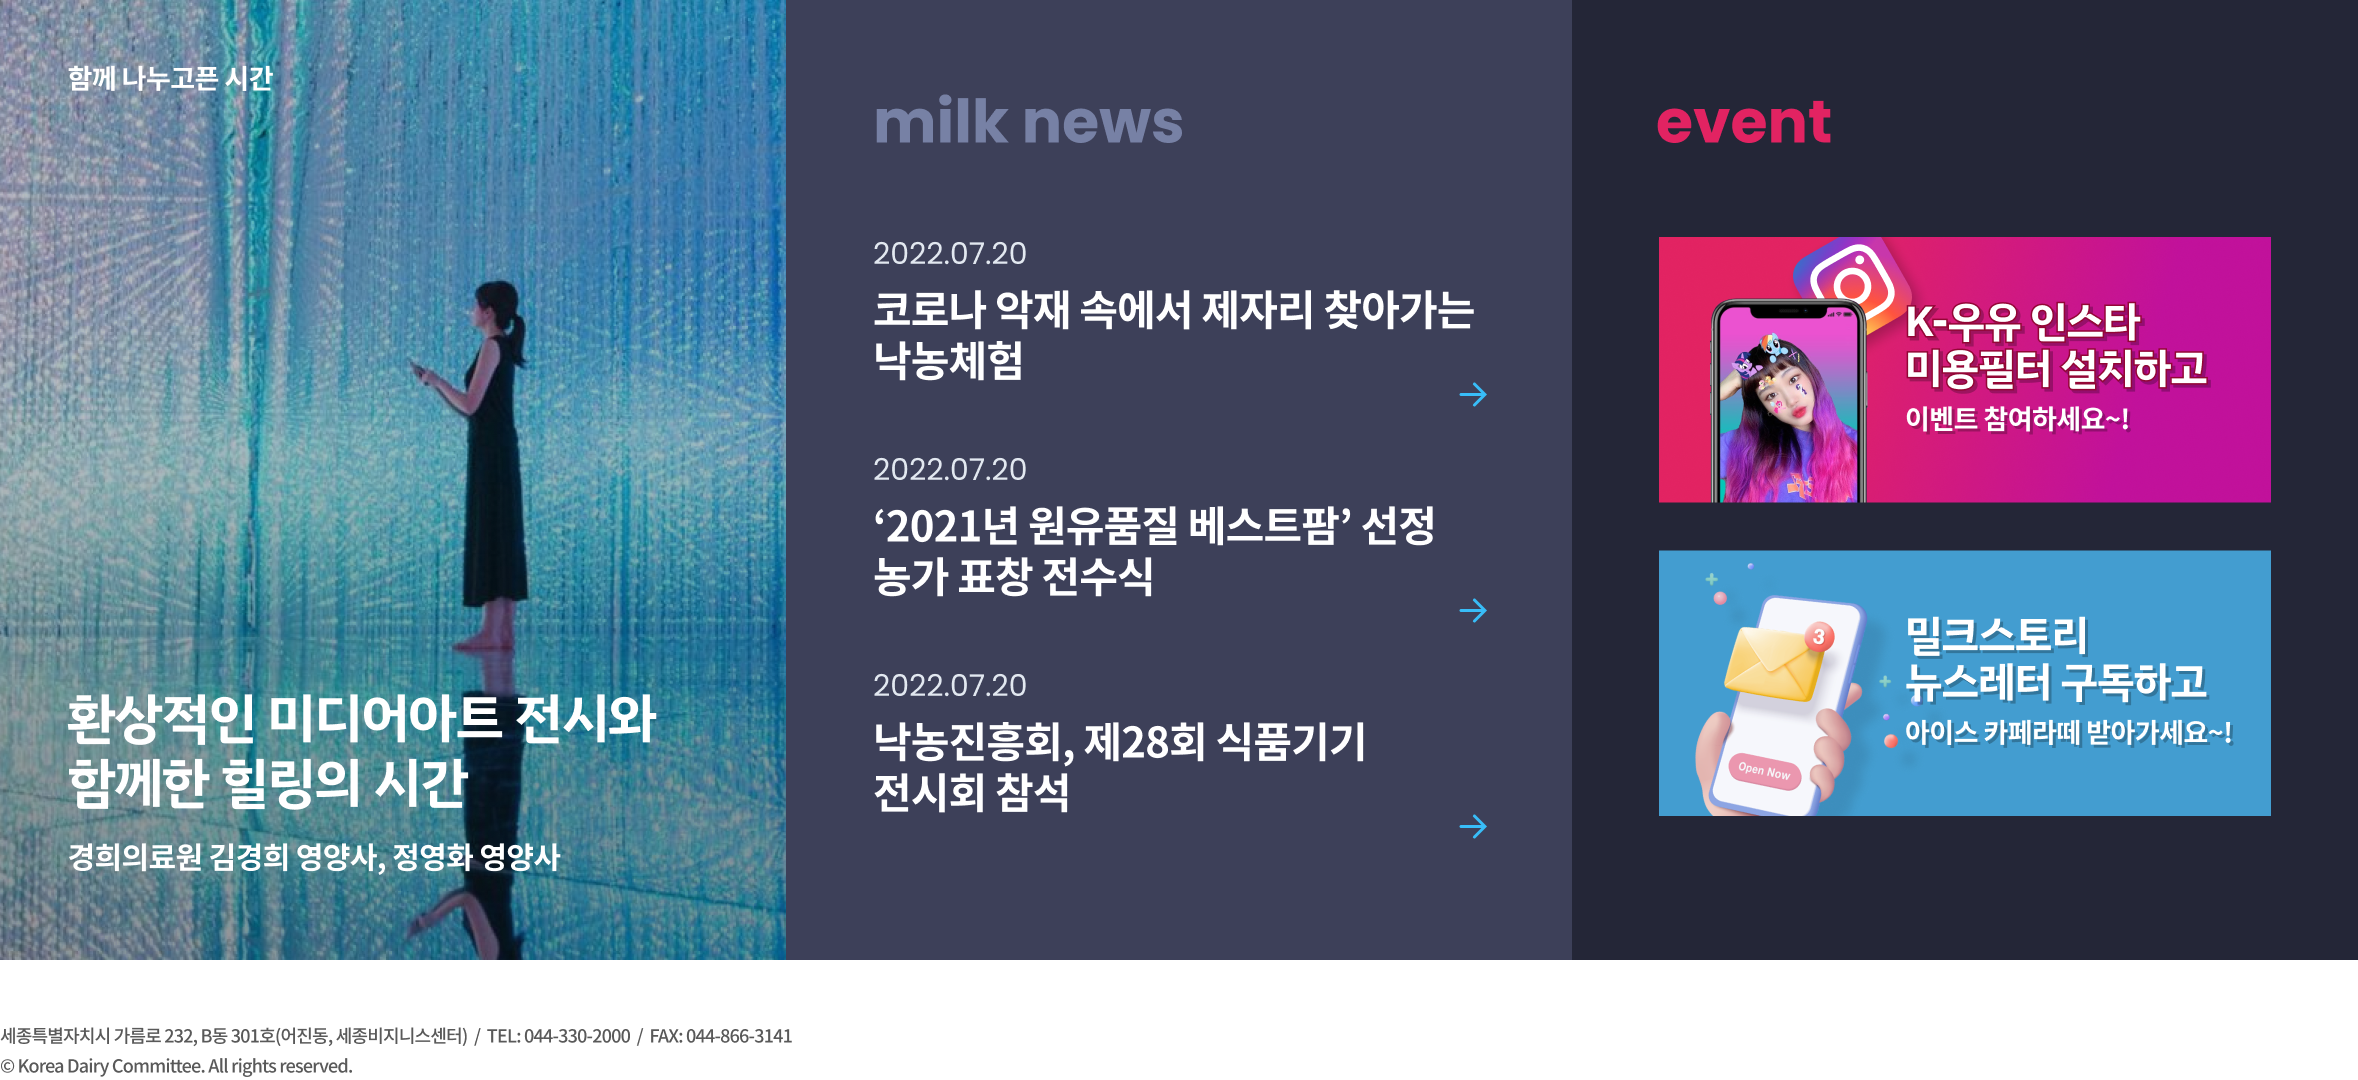 함께 나누고픈 시간
환상적인 미디어아트 전시와
함께한 힐링의 시간
경희의료원 김경희 영양사, 정영화 영양사
milk news
2022.07.20
코로나 악재 속에서 제자리 찾아가는
낙농체험
2022.07.20
‘2021년 원유품질 베스트팜’ 선정
농가 표창 전수식
2022.07.20
낙농진흥회, 제28회 식품기기
전시회 참석
event
K-우유 인스타
미용필터 설치하고
이벤트 참여하세요~!
3
Open Now
밀크스토리
뉴스레터 구독하고
아이스 카페라떼 받아가세요~!
세종특별자치시 가름로 232, B동 301호(어진동, 세종비지니스센터) / TEL: 044-330-2000 / FAX: 044-866-3141
© Korea Dairy Committee. All rights reserved.